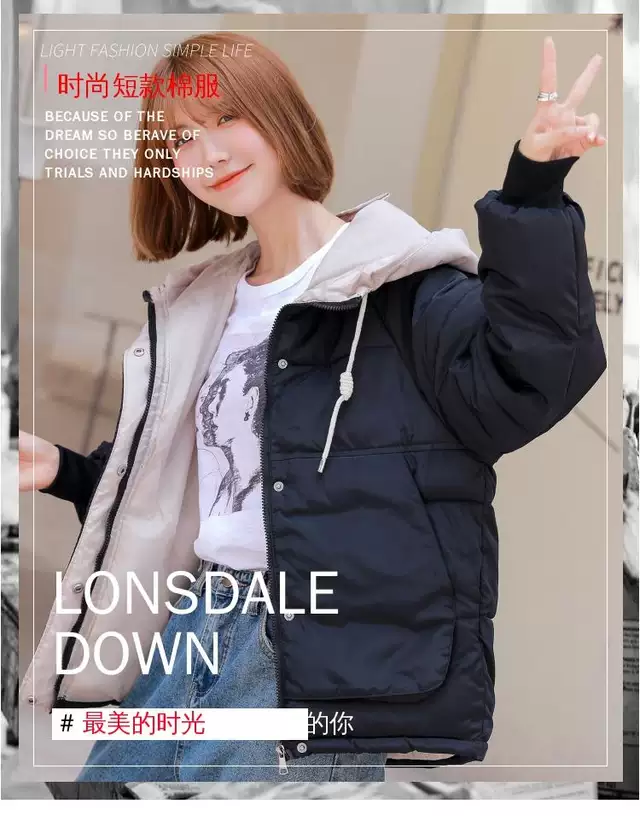 LIGHT FASHION SIMPLE LIFE
时尚短款棉服
BECAUSE OF THE
DREAM SO BERAVE OF
CHOICE THEY ONLY
TRIALS AND HARDSHIPS
LONSDALE
DOWN
# 最美的时光
的你